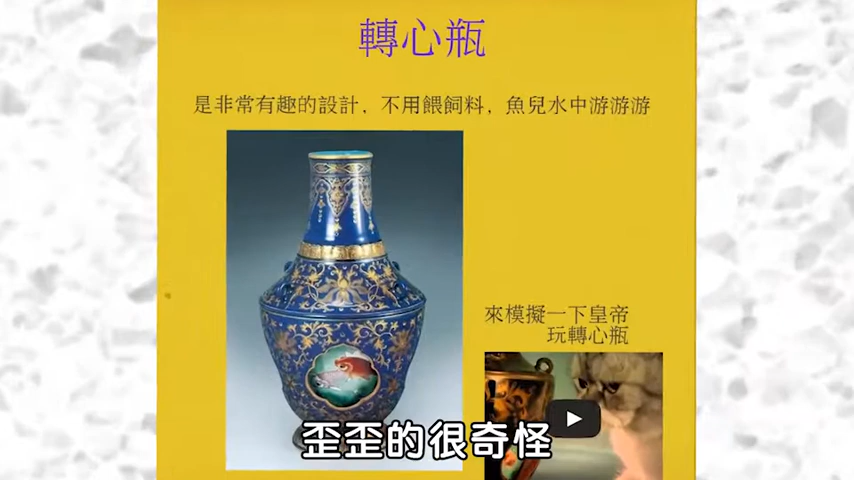 轉心瓶
是非常有趣的設計，不用餵飼料，魚兒水中游游游
來模擬一下皇帝
玩轉心瓶
歪歪的很奇怪